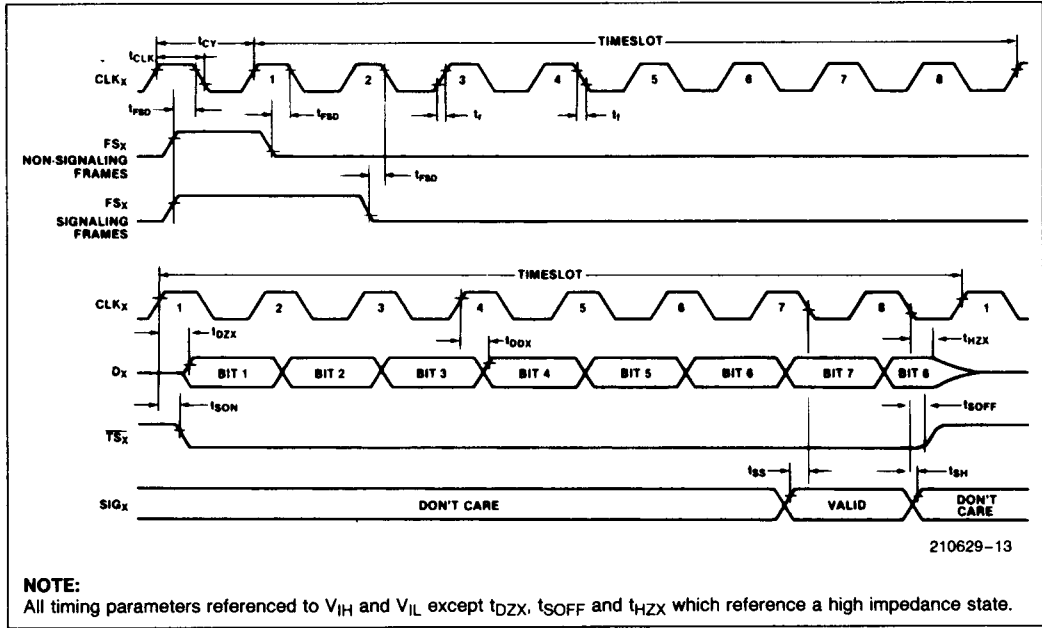 tCY
TIMESLOT
tCLK
CLKX
1 2 3 4 5 6 7 8
tFSD
tFSD
tr
tf
FSX
NON-SIGNALING
FRAMES
tFSD
FSX
SIGNALING
FRAMES
TIMESLOT
CLKX
1 2 3 4 5 6 7 8 1
tDZX
tDDX
tHZX
DX
BIT 1 BIT 2 BIT 3 BIT 4 BIT 5 BIT 6 BIT 7 BIT 8
tSON
tSOFF
TSX
tSS
tSH
SIGX
DON'T CARE
VALID
DON'T
CARE
210629–13
NOTE:
All timing parameters referenced to VIH and VIL except tDZX, tSOFF and tHZX which reference a high impedance state.